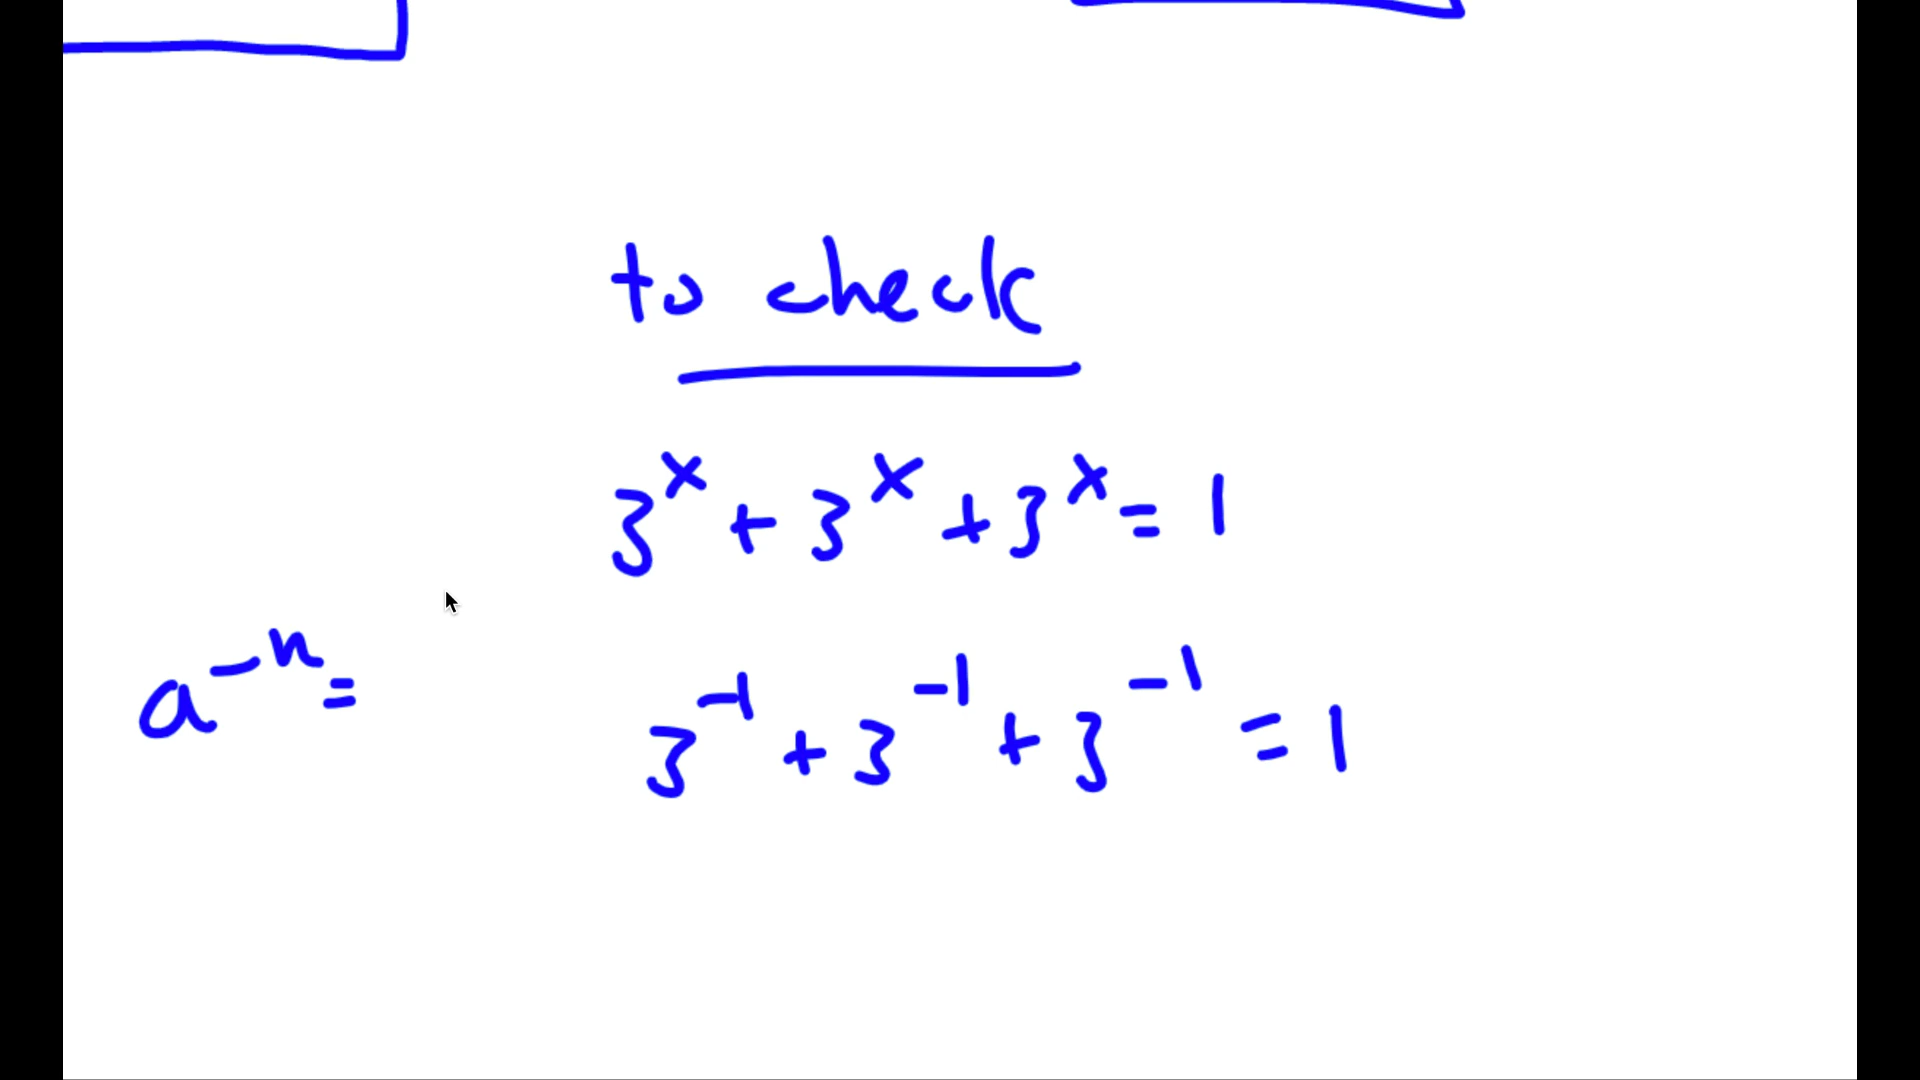 to check
3^x + 3^x + 3^x = 1
a^-n =
3^-1 + 3^-1 + 3^-1 = 1